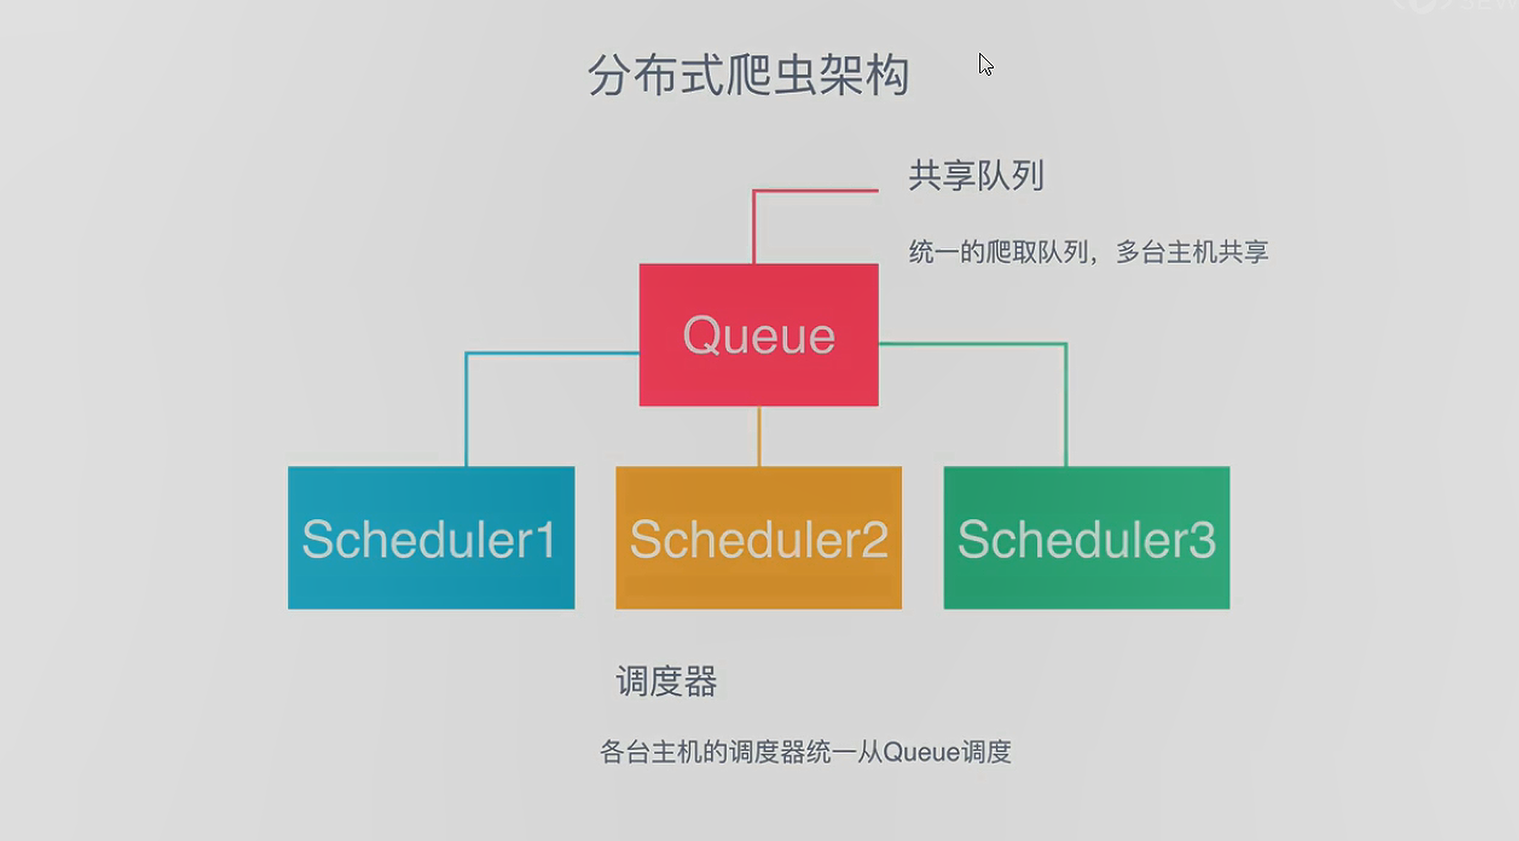 分布式爬虫架构
共享队列
统一的爬取队列，多台主机共享
Queue
Scheduler1
Scheduler2
Scheduler3
调度器
各台主机的调度器统一从Queue调度